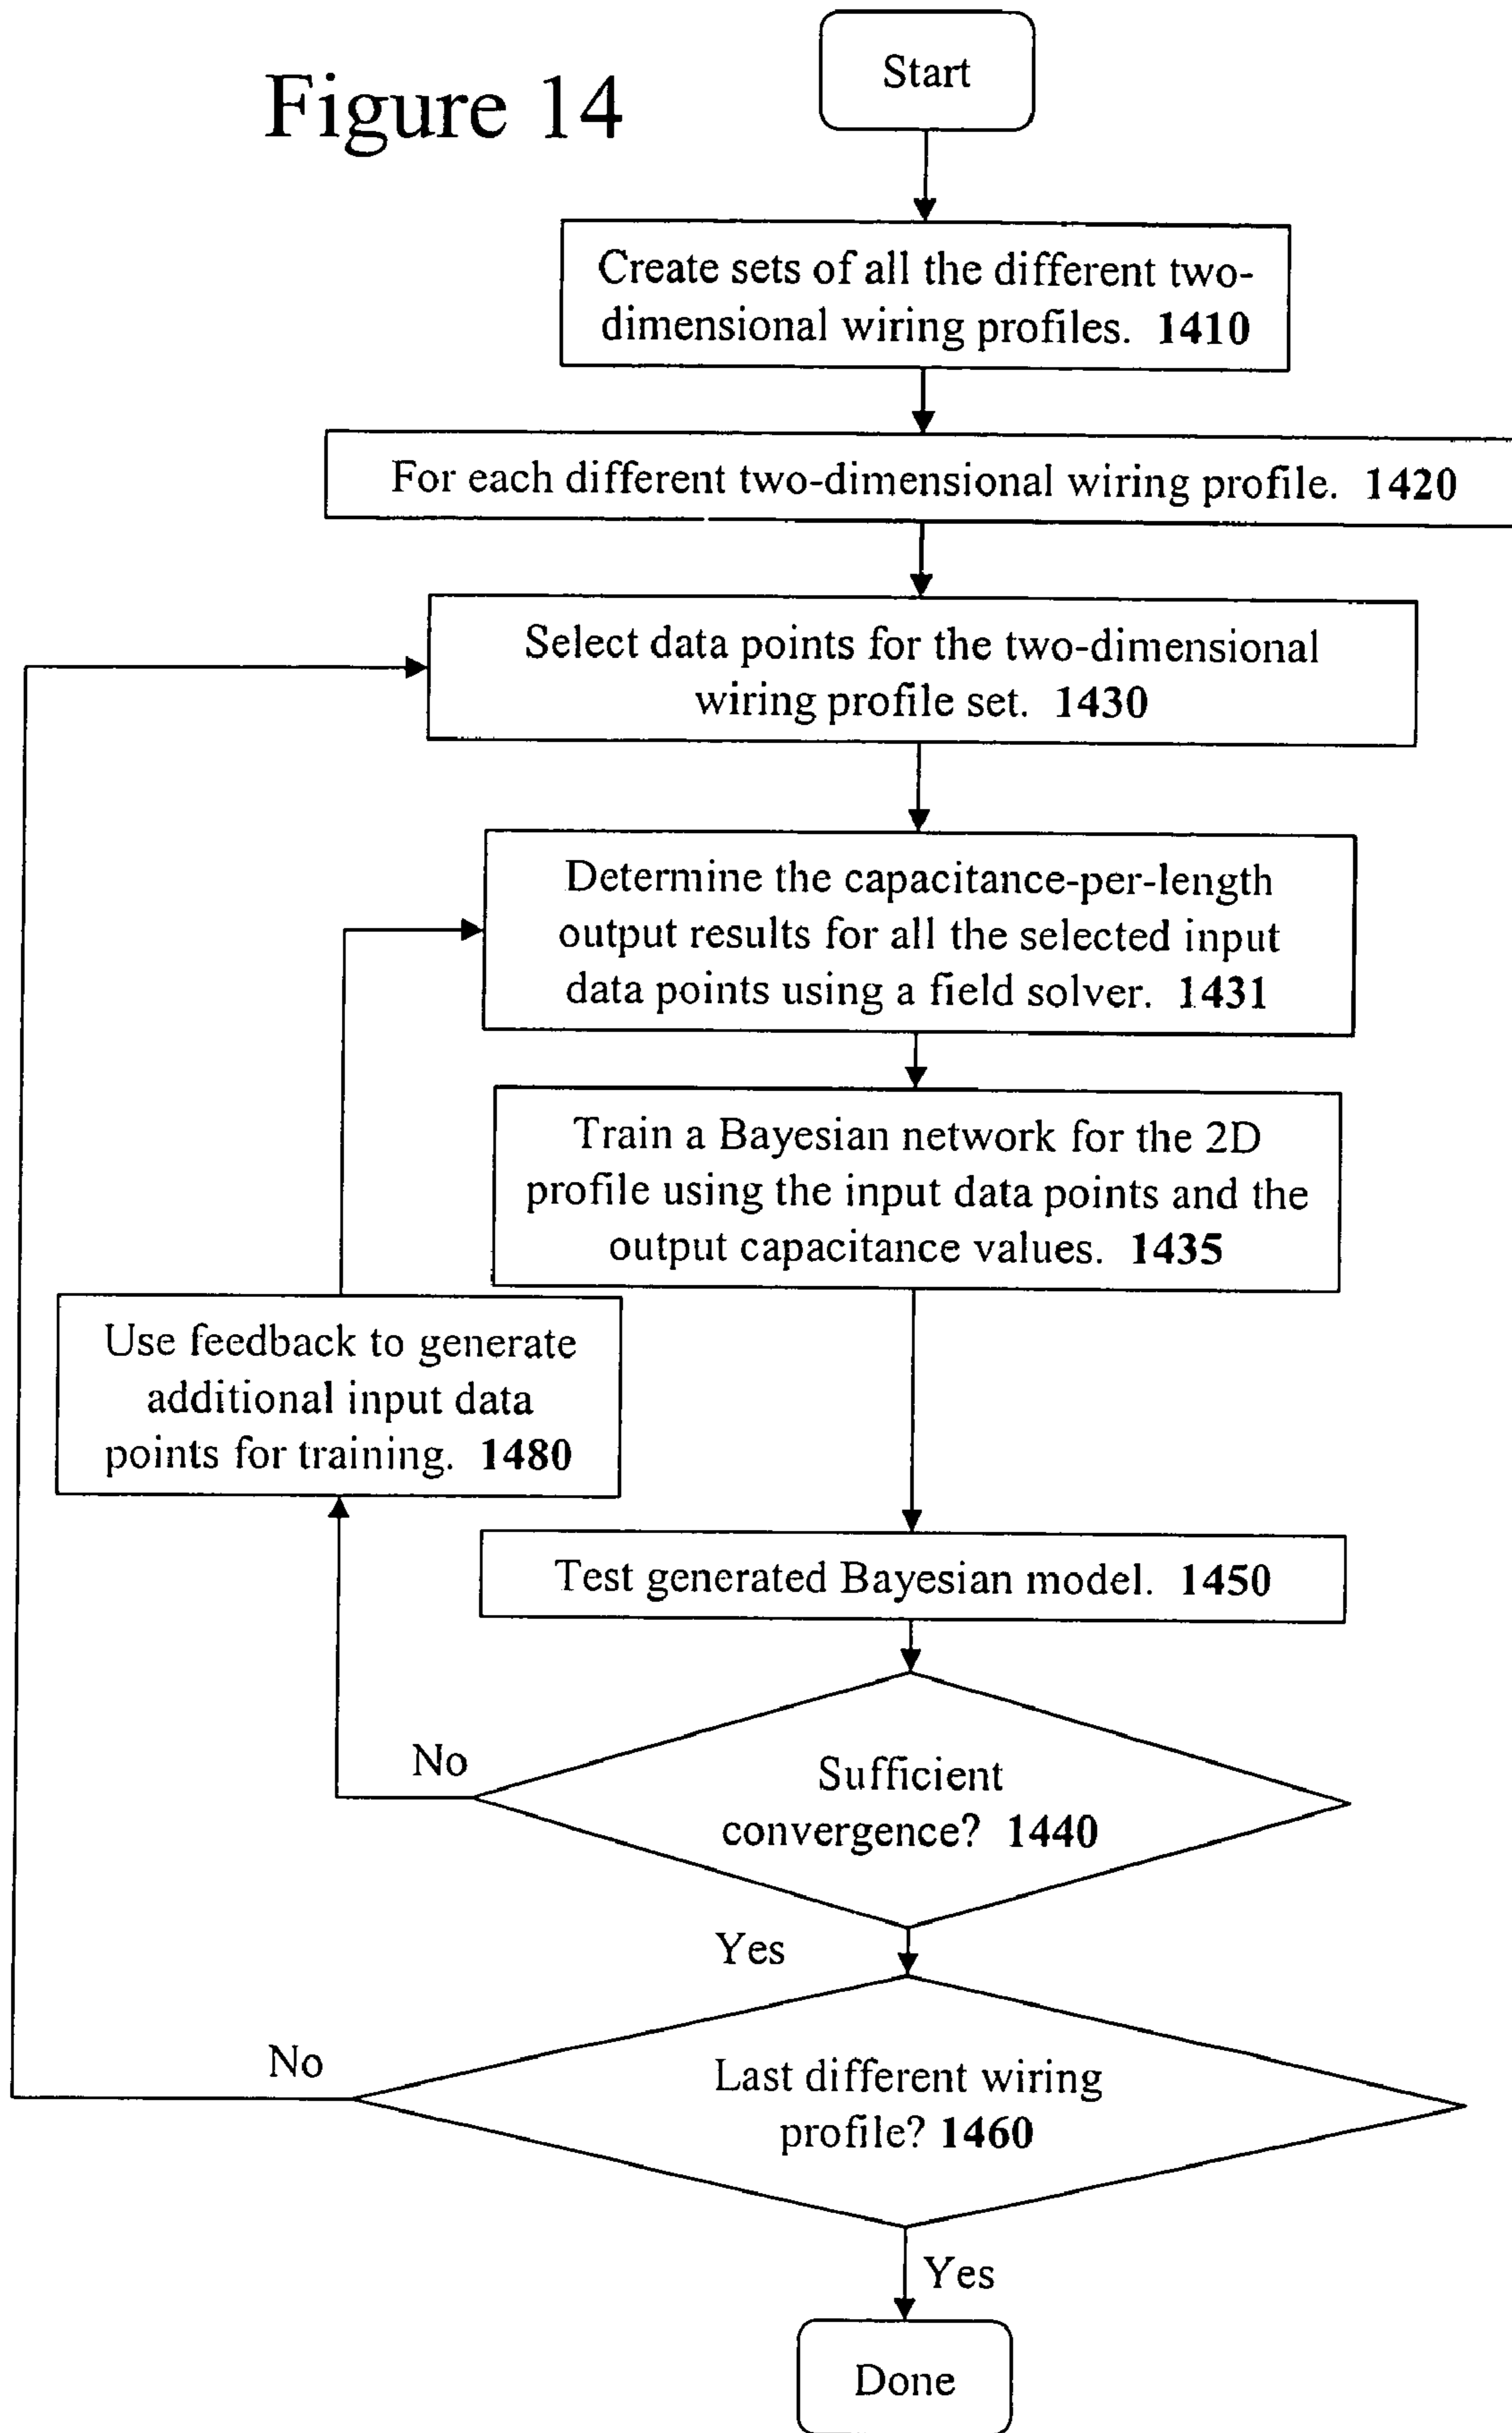 Figure 14
Start
Create sets of all the different two-
dimensional wiring profiles. 1410
For each different two-dimensional wiring profile. 1420
Select data points for the two-dimensional
wiring profile set. 1430
Determine the capacitance-per-length
output results for all the selected input
data points using a field solver. 1431
Train a Bayesian network for the 2D
profile using the input data points and the
output capacitance values. 1435
Use feedback to generate
additional input data
points for training. 1480
Test generated Bayesian model. 1450
No
Sufficient
convergence? 1440
Yes
No
Last different wiring
profile? 1460
Yes
Done